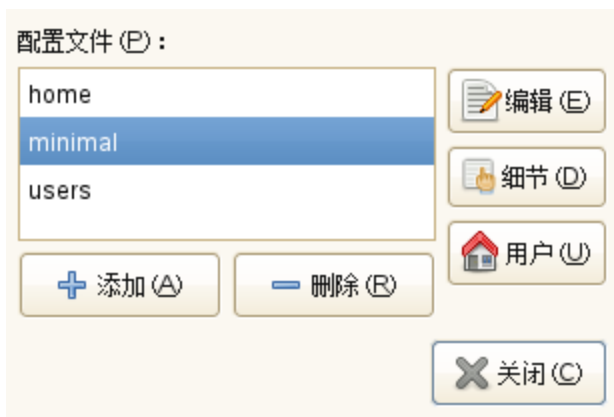 配置文件(P)：
home
minimal
users
编辑(E)
细节(D)
用户(U)
添加(A)
删除(R)
关闭(C)